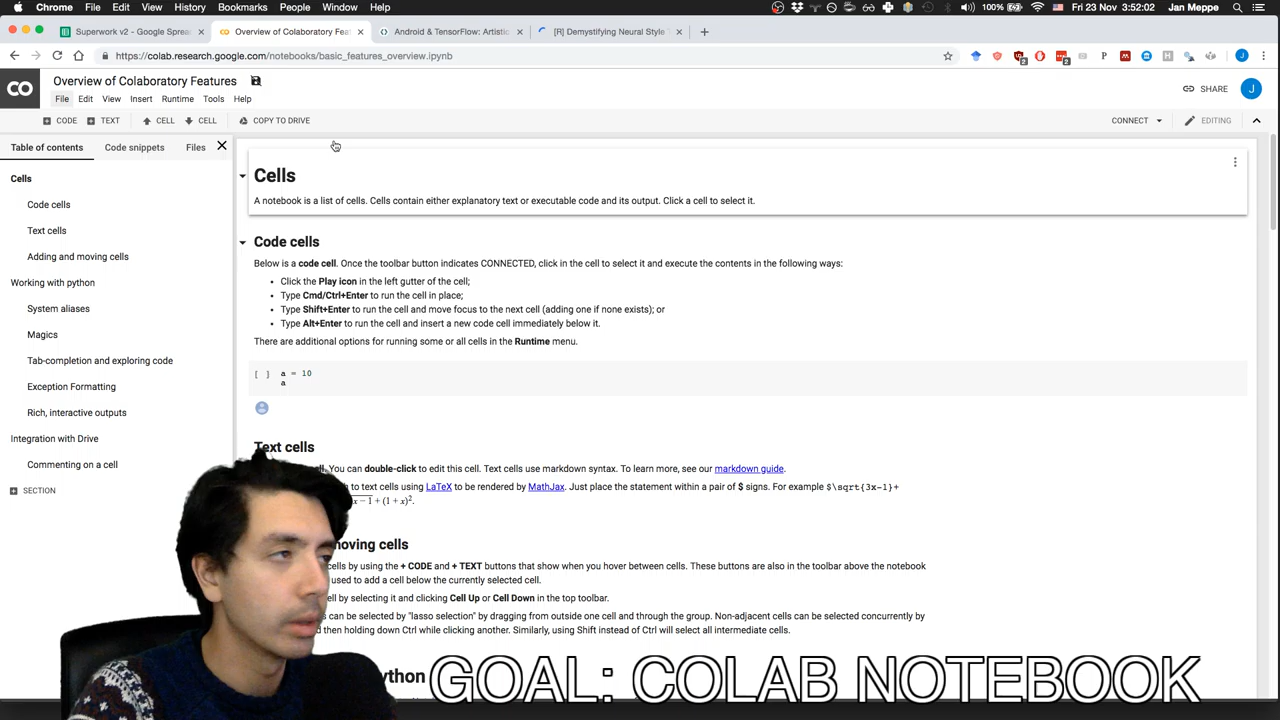 Chrome File Edit View History Bookmarks People Window Help
100% Fri 23 Nov 3:52:02 Jan Meppe
Superwork v2 - Google Spre
Overview of Colaboratory Feat
Android & TensorFlow: Artistic
[R] Demystifying Neural Style T
https://colab.research.google.com/notebooks/basic_features_overview.ipynb
CO
Overview of Colaboratory Features
SHARE
J
File Edit View Insert Runtime Tools Help
CODE TEXT CELL CELL COPY TO DRIVE
CONNECT EDITING
Table of contents Code snippets Files
Cells
Code cells
Text cells
Adding and moving cells
Working with python
System aliases
Magics
Tab-completion and exploring code
Exception Formatting
Rich, interactive outputs
Integration with Drive
Commenting on a cell
SECTION
Cells
A notebook is a list of cells. Cells contain either explanatory text or executable code and its output. Click a cell to select it.
Code cells
Below is a code cell. Once the toolbar button indicates CONNECTED, click in the cell to select it and execute the contents in the following ways:
• Click the Play icon in the left gutter of the cell;
• Type Cmd/Ctrl+Enter to run the cell in place;
• Type Shift+Enter to run the cell and move focus to the next cell (adding one if none exists); or
• Type Alt+Enter to run the cell and insert a new code cell immediately below it.
There are additional options for running some or all cells in the Runtime menu.
[ ] a = 10
a
Text cells
You can double-click to edit this cell. Text cells use markdown syntax. To learn more, see our markdown guide.
to text cells using LaTeX to be rendered by MathJax. Just place the statement within a pair of $ signs. For example $\sqrt{3x-1}+
x − 1 + (1 + x)².
moving cells
cells by using the + CODE and + TEXT buttons that show when you hover between cells. These buttons are also in the toolbar above the notebook
used to add a cell below the currently selected cell.
cell by selecting it and clicking Cell Up or Cell Down in the top toolbar.
can be selected by "lasso selection" by dragging from outside one cell and through the group. Non-adjacent cells can be selected concurrently by
then holding down Ctrl while clicking another. Similarly, using Shift instead of Ctrl will select all intermediate cells.
python
GOAL: COLAB NOTEBOOK